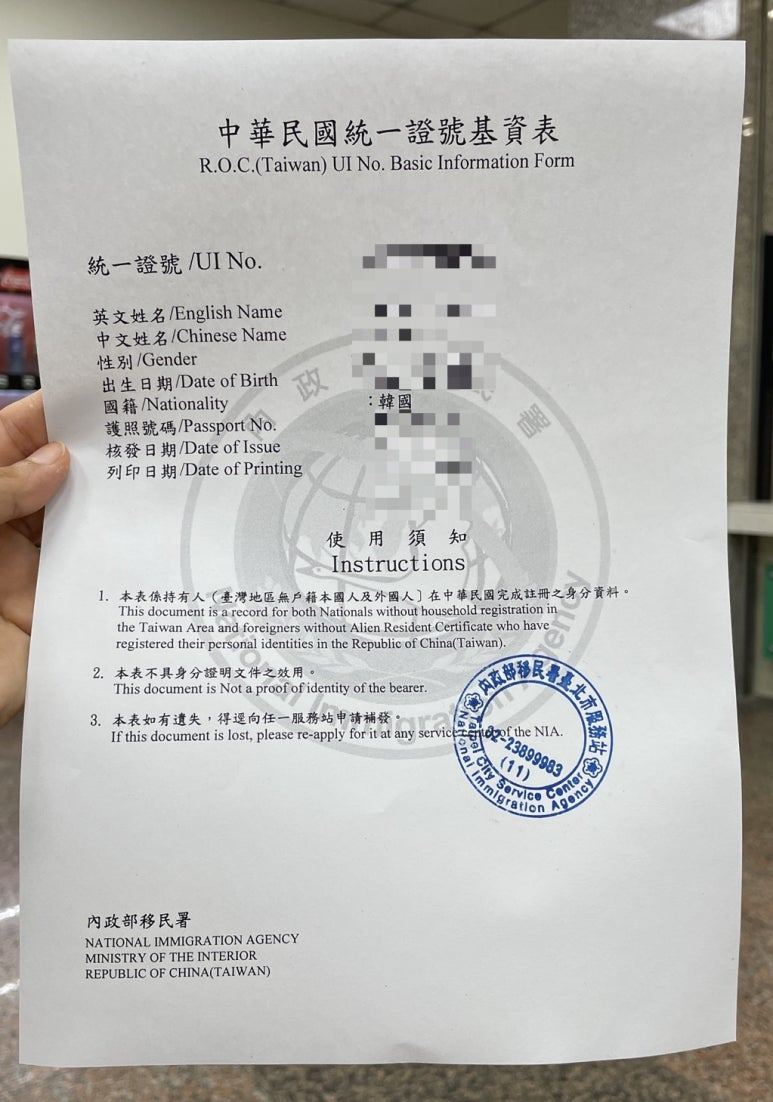 中華民國統一證號基資表
R.O.C.(Taiwan) UI No. Basic Information Form
統一證號/UI No.
英文姓名/English Name
中文姓名/Chinese Name
性別/Gender
出生日期/Date of Birth
國籍/Nationality :韓國
護照號碼/Passport No.
核發日期/Date of Issue
列印日期/Date of Printing
使用須知
Instructions
1. 本表係持有人〔臺灣地區無戶籍本國人及外國人〕在中華民國完成註冊之身分資料。
This document is a record for both Nationals without household registration in
the Taiwan Area and foreigners without Alien Resident Certificate who have
registered their personal identities in the Republic of China(Taiwan).
2. 本表不具身分證明文件之效用。
This document is Not a proof of identity of the bearer.
3. 本表如有遺失，得逕向任一服務站申請補發。
If this document is lost, please re-apply for it at any service center of the NIA.
內政部移民署臺北市服務站
02-23899983
(11)
Taipei City Service Center
National Immigration Agency
內政 民署
National Immigration Agency
內政部移民署
NATIONAL IMMIGRATION AGENCY
MINISTRY OF THE INTERIOR
REPUBLIC OF CHINA(TAIWAN)